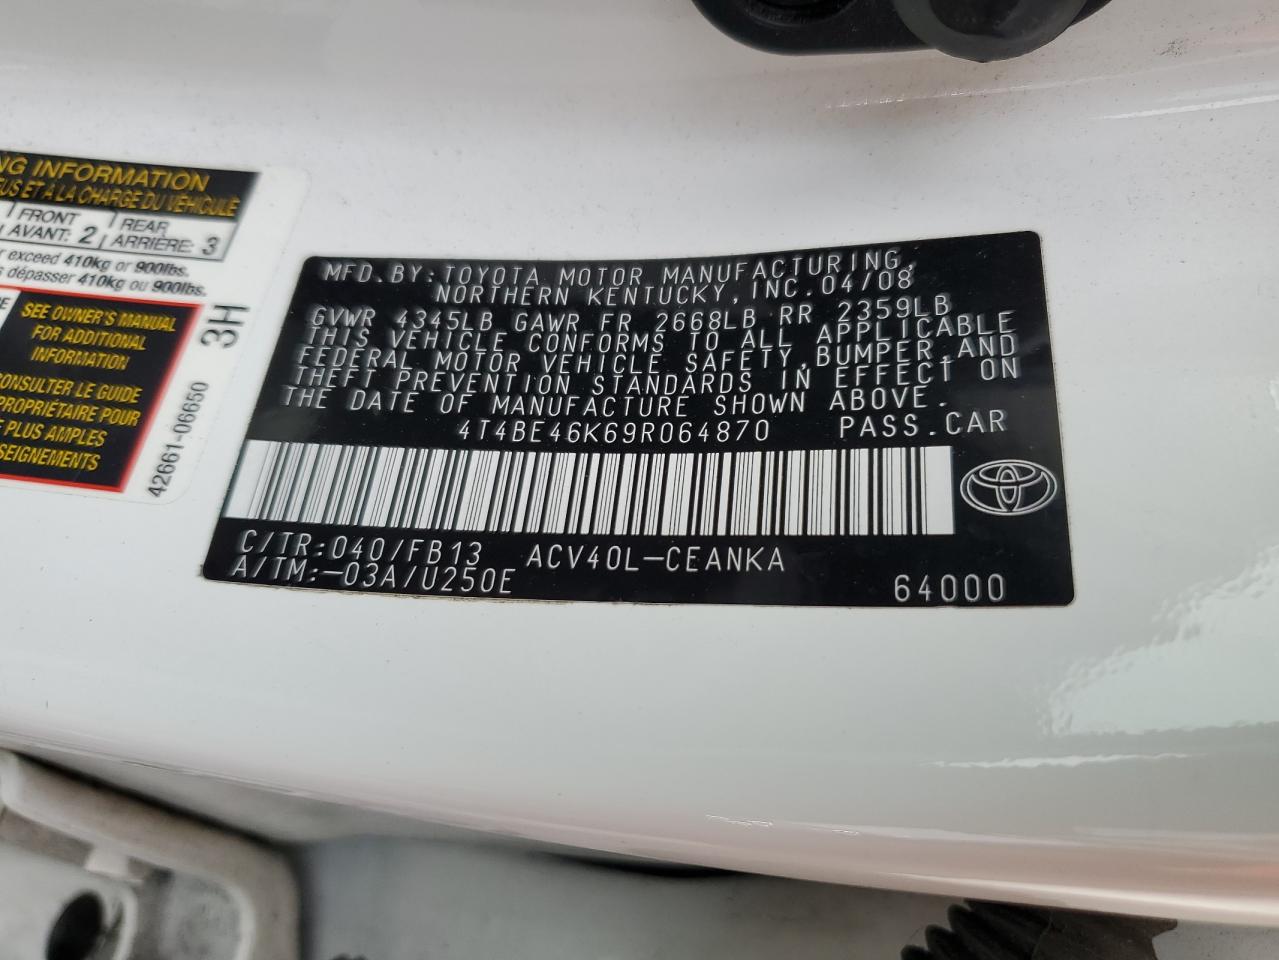 NG INFORMATION
US ET A LA CHARGE DU VÉHICULE
FRONT REAR
AVANT: 2 ARRIÈRE: 3
exceed 410kg or 900lbs.
dépasser 410kg ou 900lbs.
SEE OWNER'S MANUAL
FOR ADDITIONAL
INFORMATION
CONSULTER LE GUIDE
PROPRIÉTAIRE POUR
PLUS AMPLES
SEIGNEMENTS
3H
42661-06650
MFD. BY: TOYOTA MOTOR MANUFACTURING,
NORTHERN KENTUCKY, INC. 04/08
GVWR 4345LB GAWR FR 2668LB RR 2359LB
THIS VEHICLE CONFORMS TO ALL APPLICABLE
FEDERAL MOTOR VEHICLE SAFETY, BUMPER, AND
THEFT PREVENTION STANDARDS IN EFFECT ON
THE DATE OF MANUFACTURE SHOWN ABOVE.
4T4BE46K69R064870 PASS. CAR
C/TR: 040/FB13 ACV40L-CEANKA
A/TM: -03A/U250E 64000